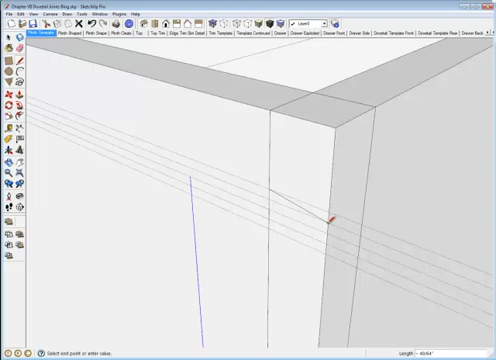 Chapter VII Dovetail Joints Blog.skp - SketchUp Pro
File Edit View Camera Draw Tools Window Plugins Help
Layer0
Plinth Template Plinth Shaped Plinth Shape Plinth Cleats Top Top Trim Edge Trim Slot Detail Trim Template Template Continued Drawer Drawer Exploded Drawer Front Drawer Side Dovetail Template Front Dovetail Template Rear Drawer Back
Select end point or enter value.
Length ~ 40/64"